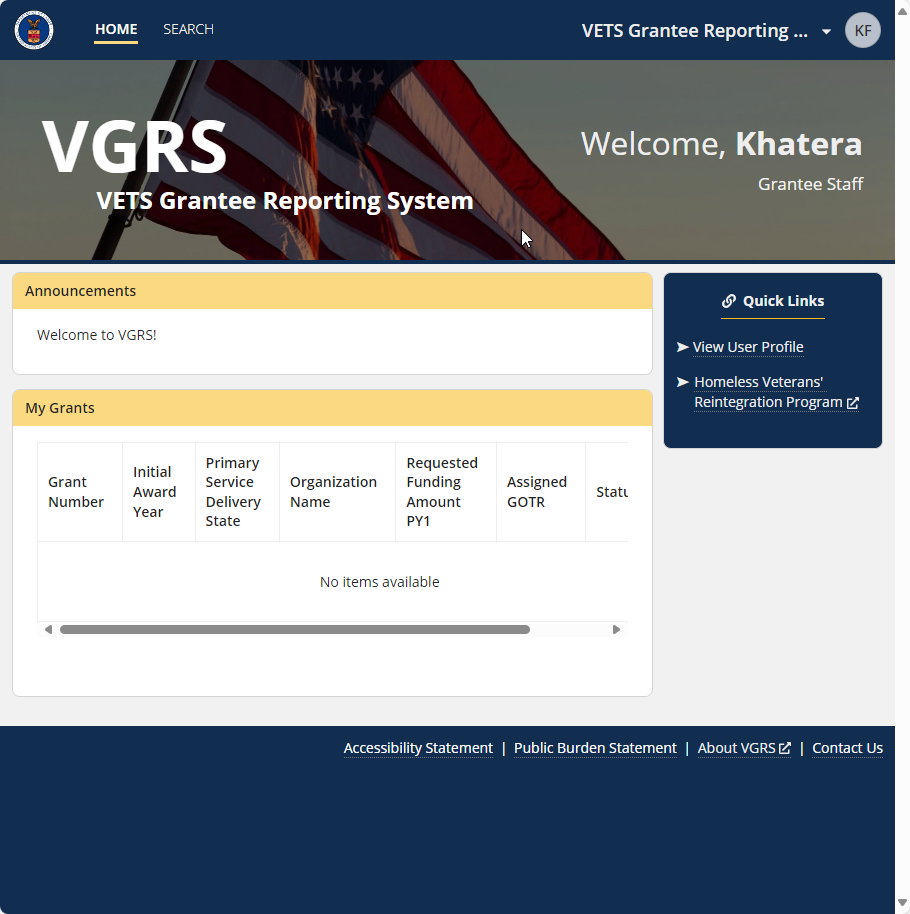 HOME SEARCH VETS Grantee Reporting ... KF
VGRS
VETS Grantee Reporting System
Welcome, Khatera
Grantee Staff
Announcements
Welcome to VGRS!
My Grants
Grant
Number
Initial
Award
Year
Primary
Service
Delivery
State
Organization
Name
Requested
Funding
Amount
PY1
Assigned
GOTR
Statu
No items available
Quick Links
View User Profile
Homeless Veterans'
Reintegration Program
Accessibility Statement | Public Burden Statement | About VGRS | Contact Us